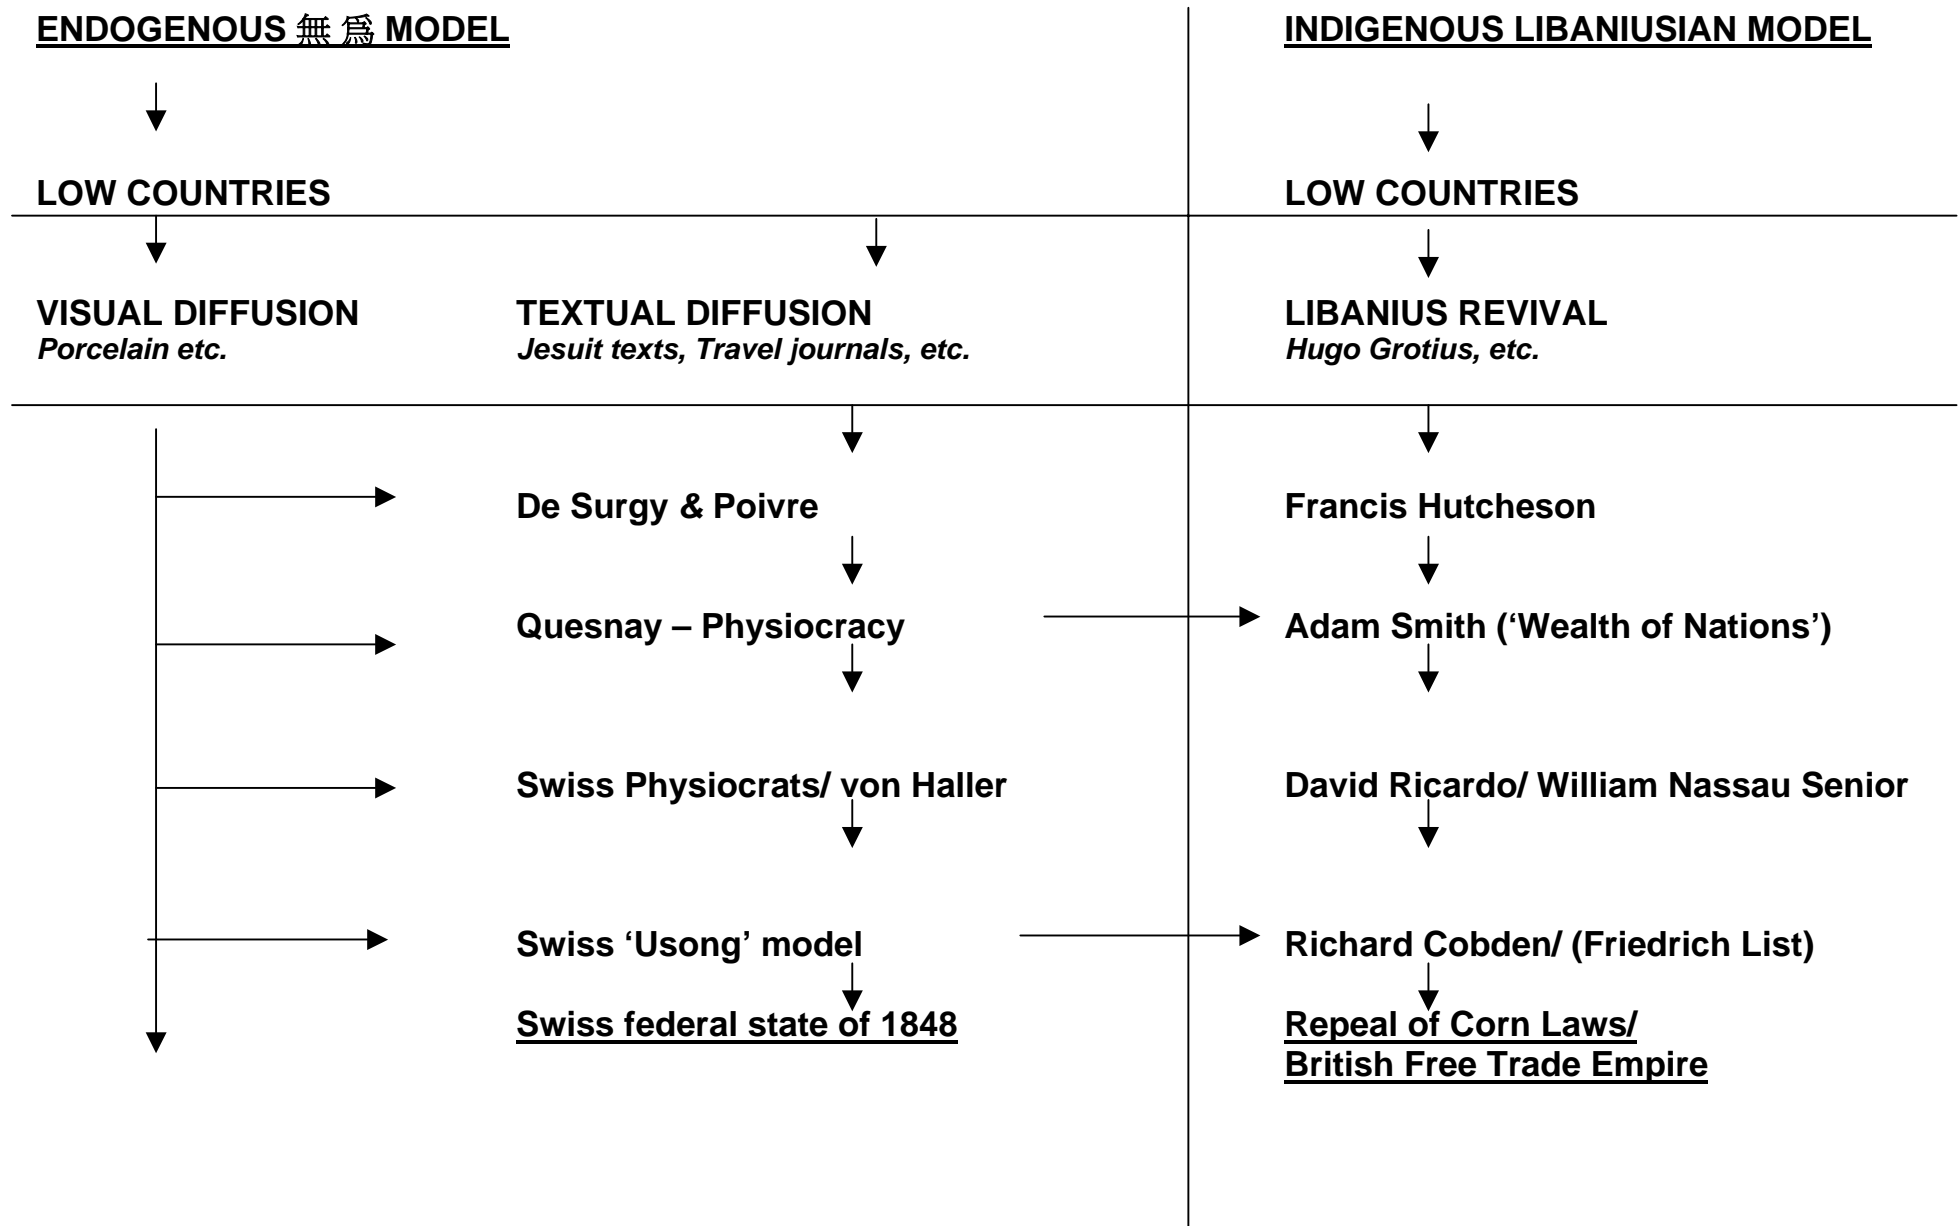 ENDOGENOUS 無 爲 MODEL
INDIGENOUS LIBANIUSIAN MODEL
LOW COUNTRIES
LOW COUNTRIES
VISUAL DIFFUSION
Porcelain etc.
TEXTUAL DIFFUSION
Jesuit texts, Travel journals, etc.
LIBANIUS REVIVAL
Hugo Grotius, etc.
De Surgy & Poivre
Francis Hutcheson
Quesnay – Physiocracy
Adam Smith (‘Wealth of Nations’)
Swiss Physiocrats/ von Haller
David Ricardo/ William Nassau Senior
Swiss ‘Usong’ model
Richard Cobden/ (Friedrich List)
Swiss federal state of 1848
Repeal of Corn Laws/
British Free Trade Empire